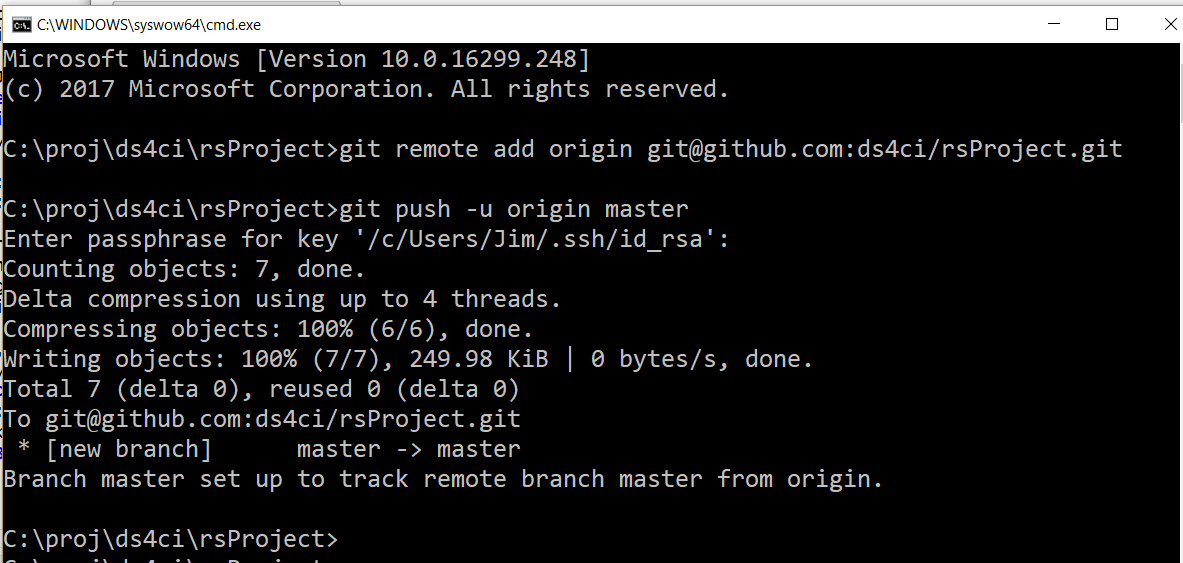 C:\WINDOWS\syswow64\cmd.exe
Microsoft Windows [Version 10.0.16299.248]
(c) 2017 Microsoft Corporation. All rights reserved.
C:\proj\ds4ci\rsProject>git remote add origin git@github.com:ds4ci/rsProject.git
C:\proj\ds4ci\rsProject>git push -u origin master
Enter passphrase for key '/c/Users/Jim/.ssh/id_rsa':
Counting objects: 7, done.
Delta compression using up to 4 threads.
Compressing objects: 100% (6/6), done.
Writing objects: 100% (7/7), 249.98 KiB | 0 bytes/s, done.
Total 7 (delta 0), reused 0 (delta 0)
To git@github.com:ds4ci/rsProject.git
 * [new branch]      master -> master
Branch master set up to track remote branch master from origin.
C:\proj\ds4ci\rsProject>